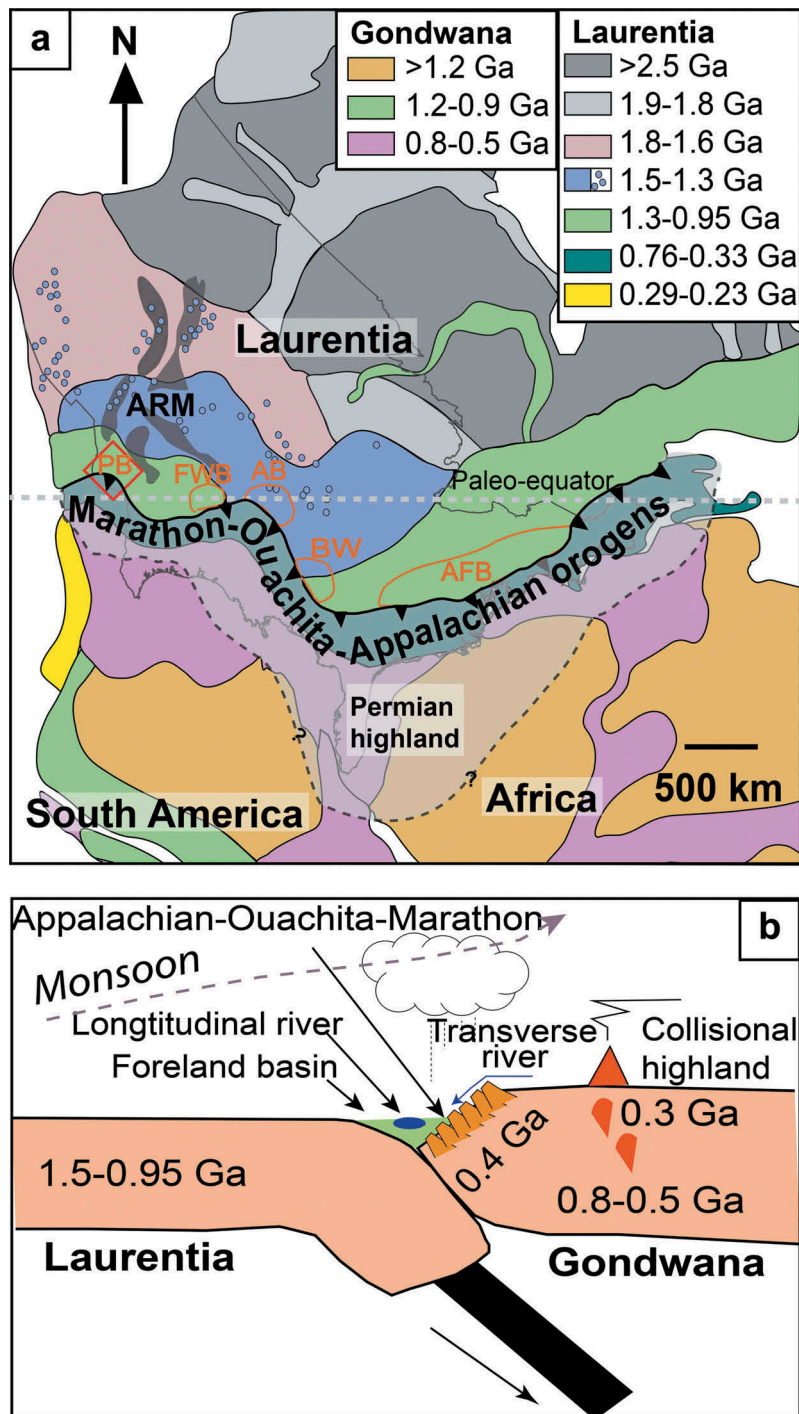 a
N
Gondwana
>1.2 Ga
1.2-0.9 Ga
0.8-0.5 Ga
Laurentia
>2.5 Ga
1.9-1.8 Ga
1.8-1.6 Ga
1.5-1.3 Ga
1.3-0.95 Ga
0.76-0.33 Ga
0.29-0.23 Ga
Laurentia
ARM
PB
FWB
AB
Paleo-equator
BW
AFB
Marathon-Ouachita-Appalachian orogens
Permian
highland
?
?
500 km
South America
Africa
b
Appalachian-Ouachita-Marathon
Monsoon
Longtitudinal river
Foreland basin
Transverse
river
Collisional
highland
0.4 Ga
0.3 Ga
1.5-0.95 Ga
0.8-0.5 Ga
Laurentia
Gondwana